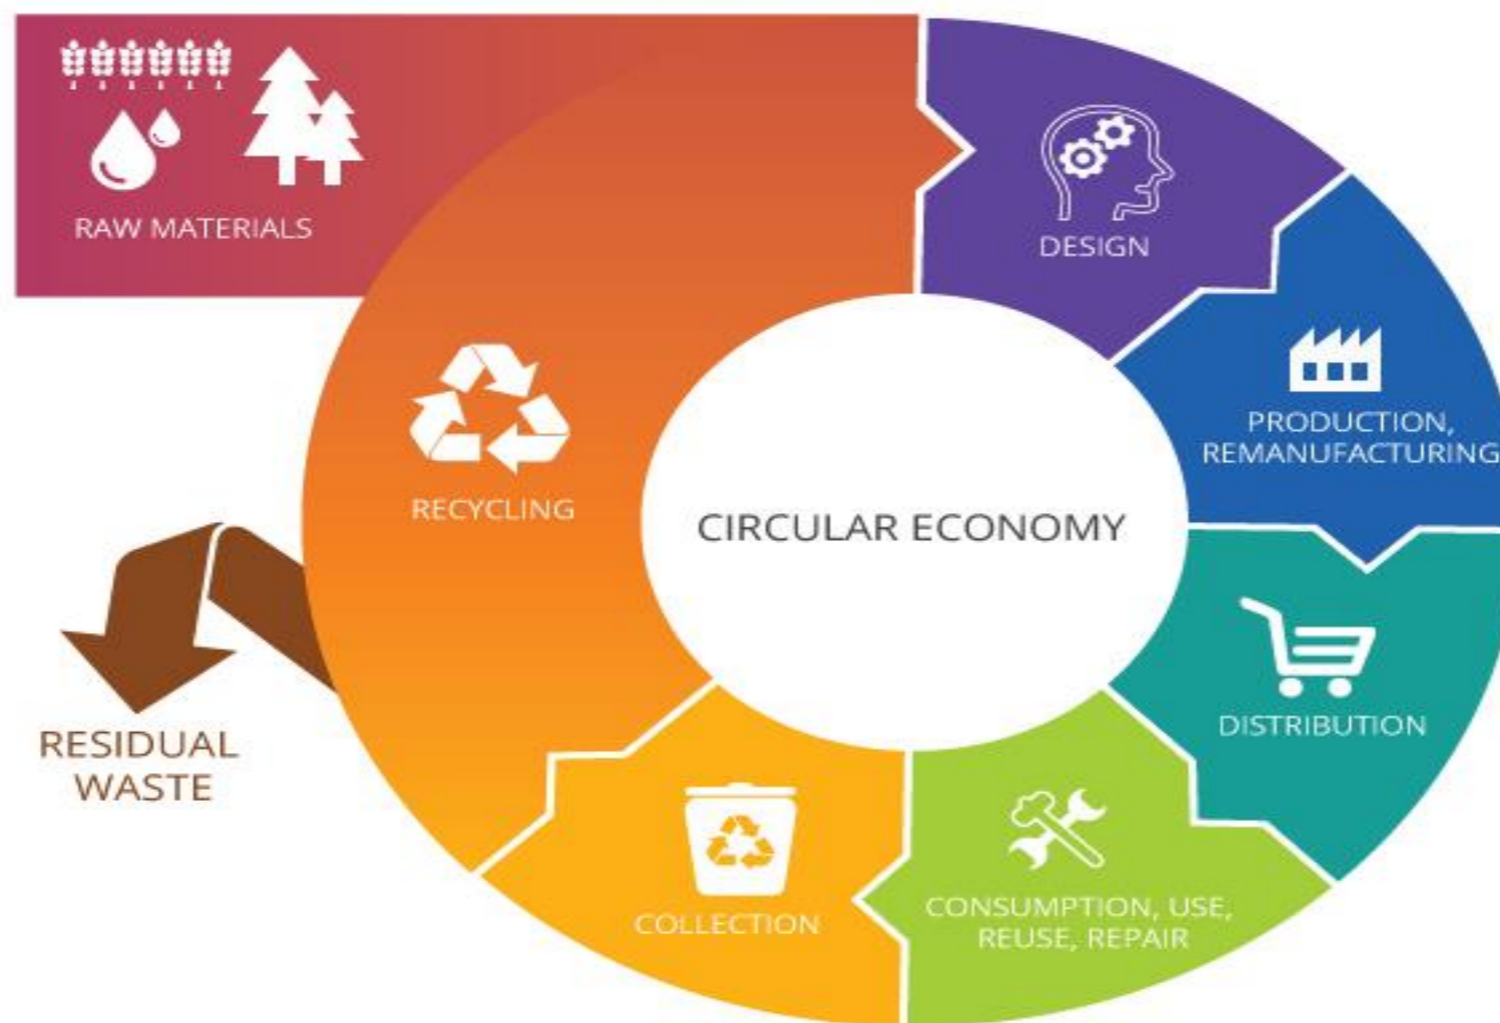 RAW MATERIALS
DESIGN
PRODUCTION,
REMANUFACTURING
RECYCLING
CIRCULAR ECONOMY
DISTRIBUTION
RESIDUAL
WASTE
CONSUMPTION, USE,
REUSE, REPAIR
COLLECTION